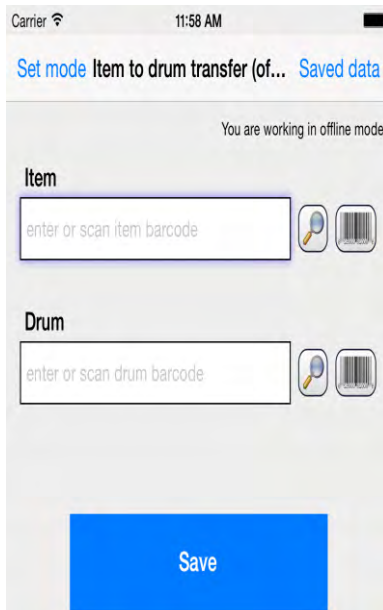 Carrier 11:58 AM
Set mode Item to drum transfer (of... Saved data
You are working in offline mode
Item
enter or scan item barcode
Drum
enter or scan drum barcode
Save